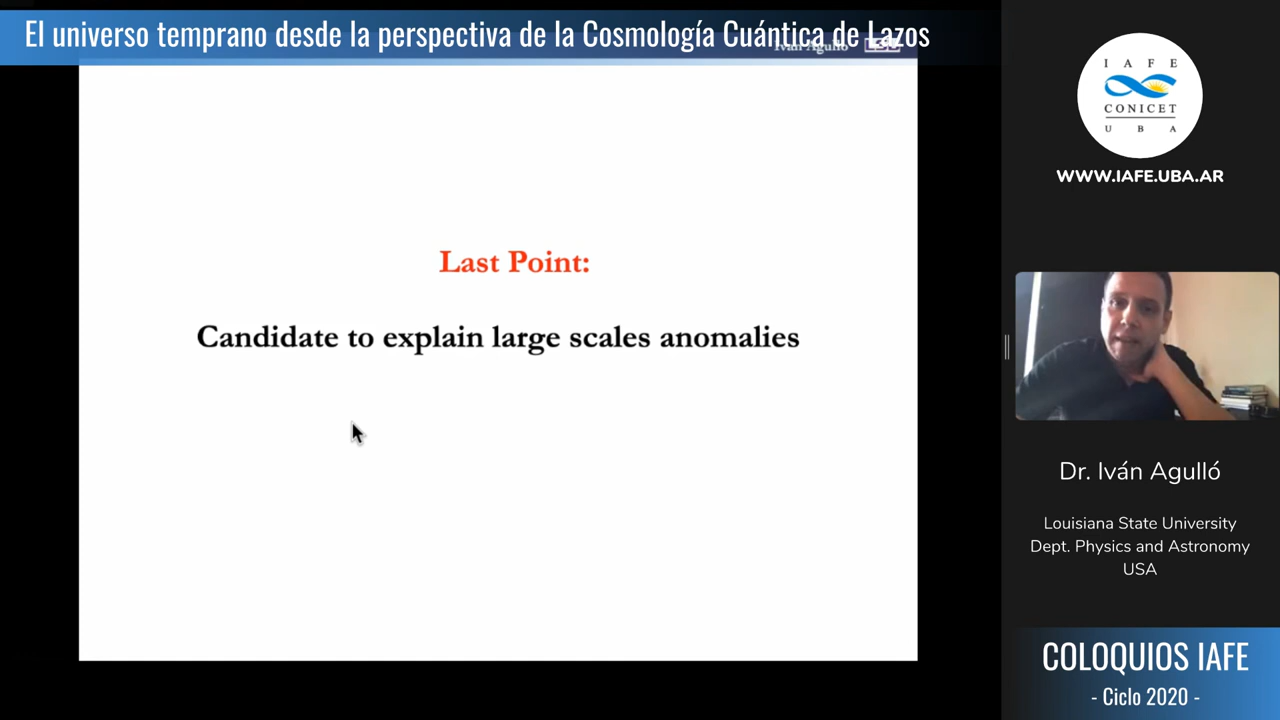 El universo temprano desde la perspectiva de la Cosmología Cuántica de Lazos
Iván Agulló
Last Point:
Candidate to explain large scales anomalies
I A F E
CONICET
U B A
WWW.IAFE.UBA.AR
Dr. Iván Agulló
Louisiana State University
Dept. Physics and Astronomy
USA
COLOQUIOS IAFE
- Ciclo 2020 -